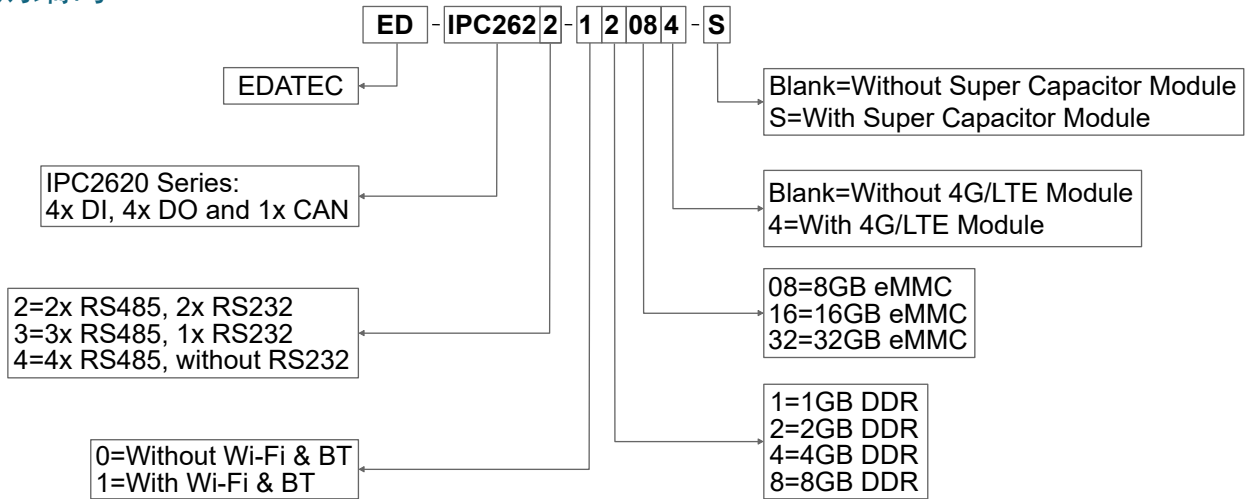 ED - IPC262 2 - 1 2 08 4 - S
EDATEC
Blank=Without Super Capacitor Module
S=With Super Capacitor Module
IPC2620 Series:
4x DI, 4x DO and 1x CAN
Blank=Without 4G/LTE Module
4=With 4G/LTE Module
2=2x RS485, 2x RS232
3=3x RS485, 1x RS232
4=4x RS485, without RS232
08=8GB eMMC
16=16GB eMMC
32=32GB eMMC
0=Without Wi-Fi & BT
1=With Wi-Fi & BT
1=1GB DDR
2=2GB DDR
4=4GB DDR
8=8GB DDR